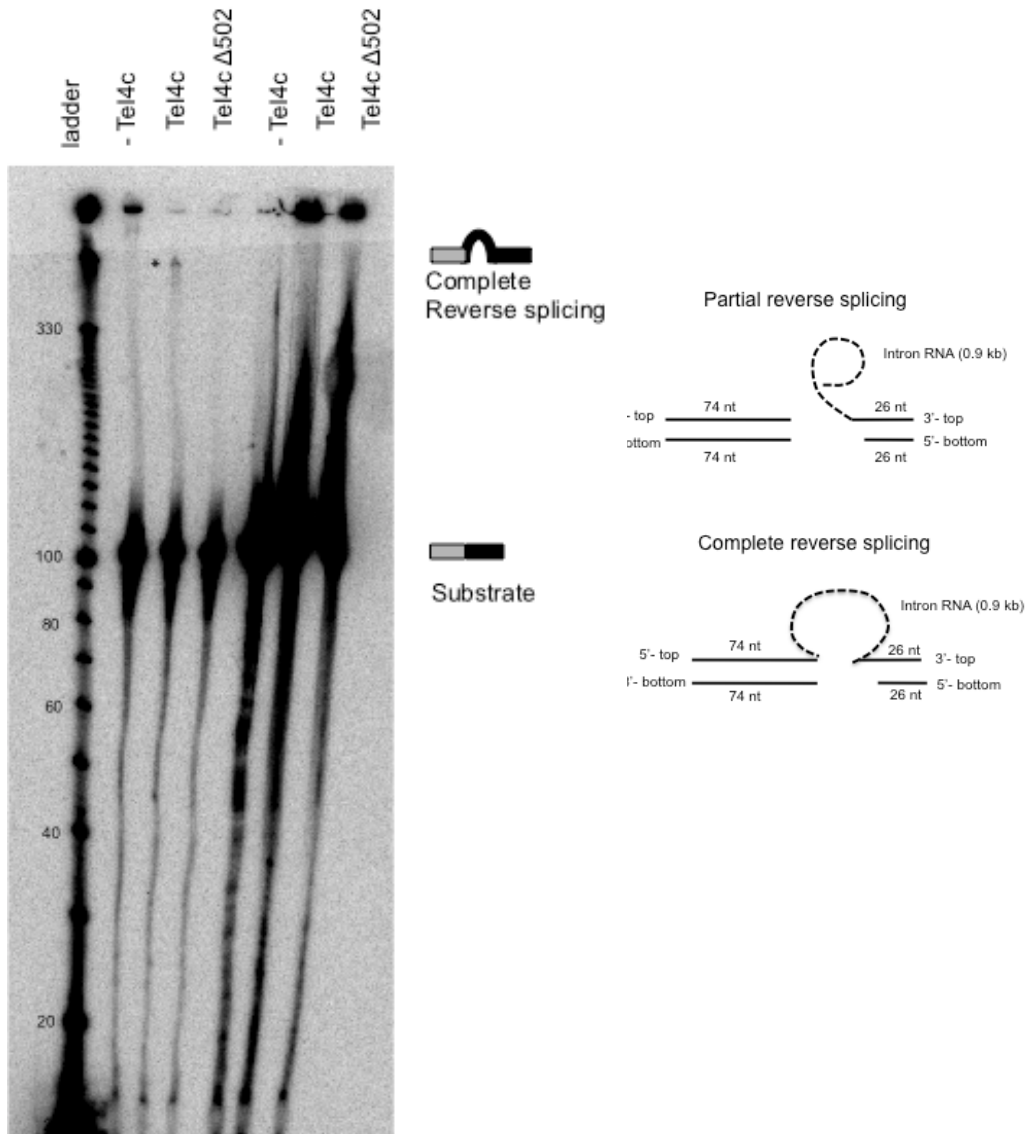 ladder
- Tel4c
Tel4c
Tel4c Δ502
- Tel4c
Tel4c
Tel4c Δ502
330
100
80
60
40
20
Complete
Reverse splicing
Substrate
Partial reverse splicing
Intron RNA (0.9 kb)
74 nt
26 nt
- top
3'- top
ottom
5'- bottom
74 nt
26 nt
Complete reverse splicing
Intron RNA (0.9 kb)
74 nt
26 nt
5'- top
3'- top
'- bottom
5'- bottom
74 nt
26 nt